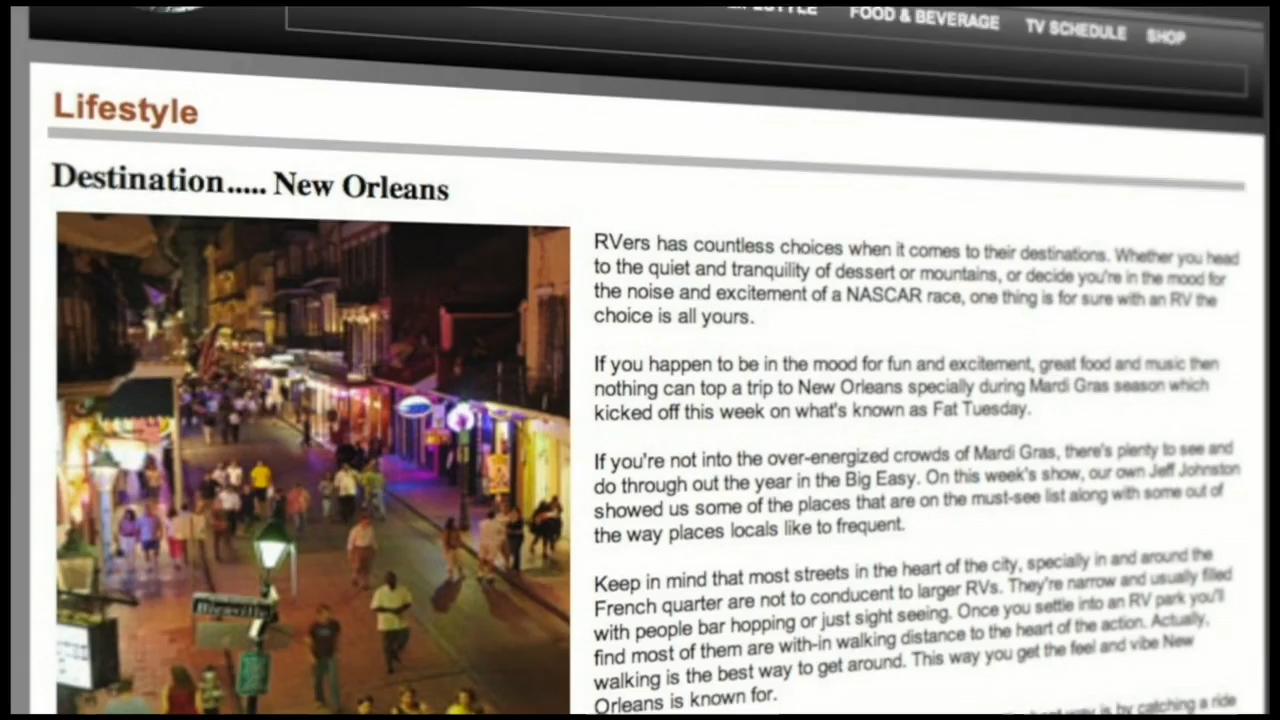 FOOD & BEVERAGE TV SCHEDULE SHOP
Lifestyle
Destination..... New Orleans
RVers has countless choices when it comes to their destinations. Whether you head
to the quiet and tranquility of dessert or mountains, or decide you're in the mood for
the noise and excitement of a NASCAR race, one thing is for sure with an RV the
choice is all yours.
If you happen to be in the mood for fun and excitement, great food and music then
nothing can top a trip to New Orleans specially during Mardi Gras season which
kicked off this week on what's known as Fat Tuesday.
If you're not into the over-energized crowds of Mardi Gras, there's plenty to see and
do through out the year in the Big Easy. On this week's show, our own Jeff Johnston
showed us some of the places that are on the must-see list along with some out of
the way places locals like to frequent.
Keep in mind that most streets in the heart of the city, specially in and around the
French quarter are not to conducent to larger RVs. They're narrow and usually filled
with people bar hopping or just sight seeing. Once you settle into an RV park you'll
find most of them are with-in walking distance to the heart of the action. Actually,
walking is the best way to get around. This way you get the feel and vibe New
Orleans is known for.
way is by catching a ride